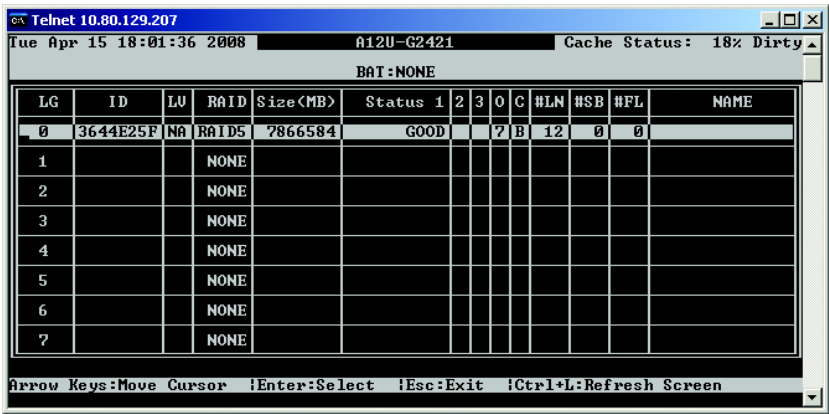 Telnet 10.80.129.207
Tue Apr 15 18:01:36 2008 A12U-G2421 Cache Status: 18% Dirty
BAT:NONE
LG ID LV RAID Size(MB) Status 1 2 3 O C #LN #SB #FL NAME
0 3644E25F NA RAID5 7866584 GOOD 7 B 12 0 0
1 NONE
2 NONE
3 NONE
4 NONE
5 NONE
6 NONE
7 NONE
Arrow Keys:Move Cursor |Enter:Select |Esc:Exit |Ctrl+L:Refresh Screen